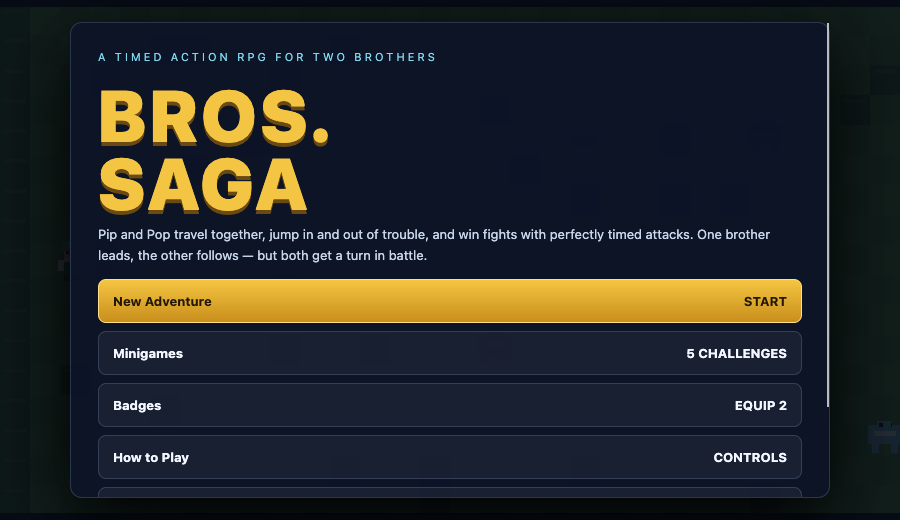 A TIMED ACTION RPG FOR TWO BROTHERS
BROS.
SAGA
Pip and Pop travel together, jump in and out of trouble, and win fights with perfectly timed attacks. One brother
leads, the other follows — but both get a turn in battle.
New Adventure START
Minigames 5 CHALLENGES
Badges EQUIP 2
How to Play CONTROLS